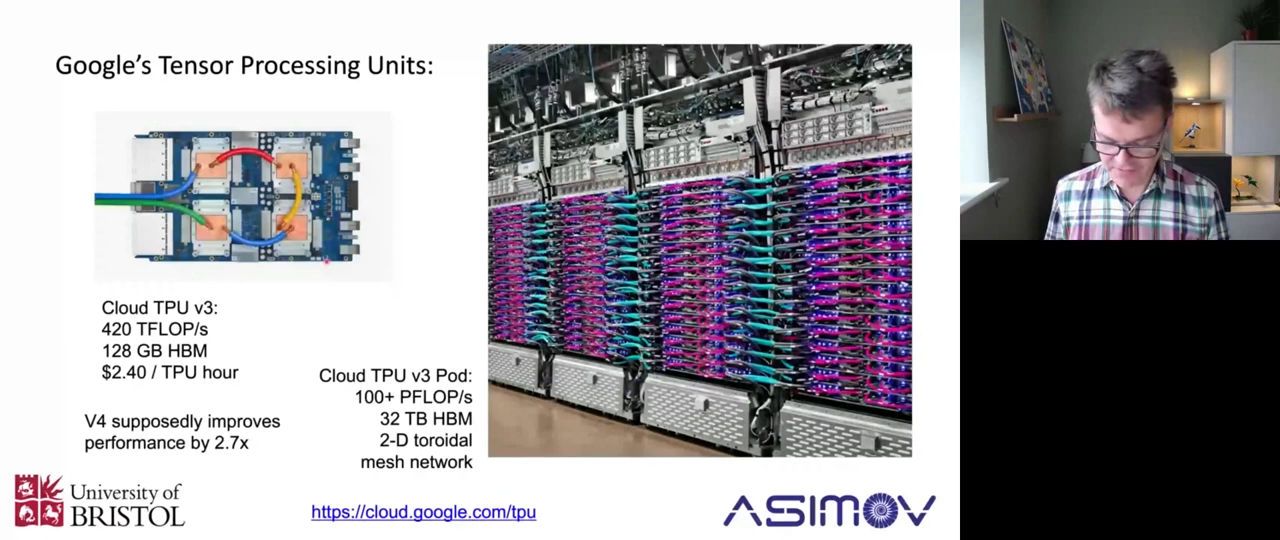 Google's Tensor Processing Units:
Cloud TPU v3:
420 TFLOP/s
128 GB HBM
$2.40 / TPU hour
V4 supposedly improves
performance by 2.7x
Cloud TPU v3 Pod:
100+ PFLOP/s
32 TB HBM
2-D toroidal
mesh network
University of
BRISTOL
https://cloud.google.com/tpu
ASIMOV